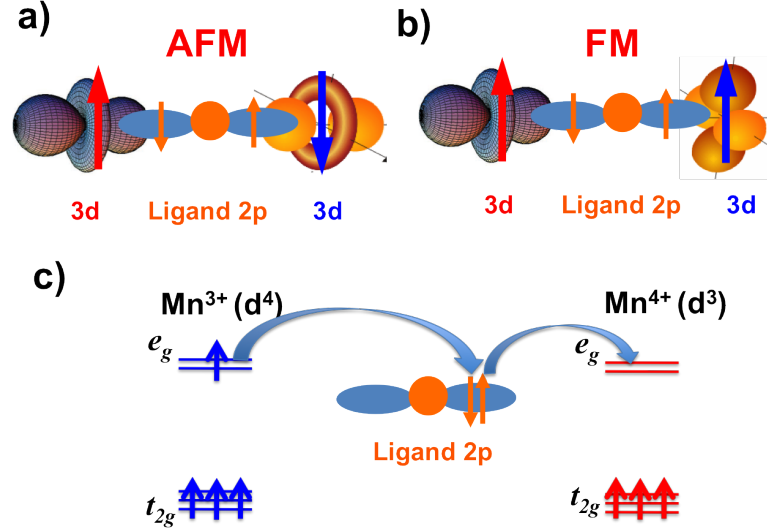 a)
AFM
3d
Ligand 2p
3d
b)
FM
3d
Ligand 2p
3d
c)
Mn3+ (d4)
Mn4+ (d3)
eg
eg
Ligand 2p
t2g
t2g